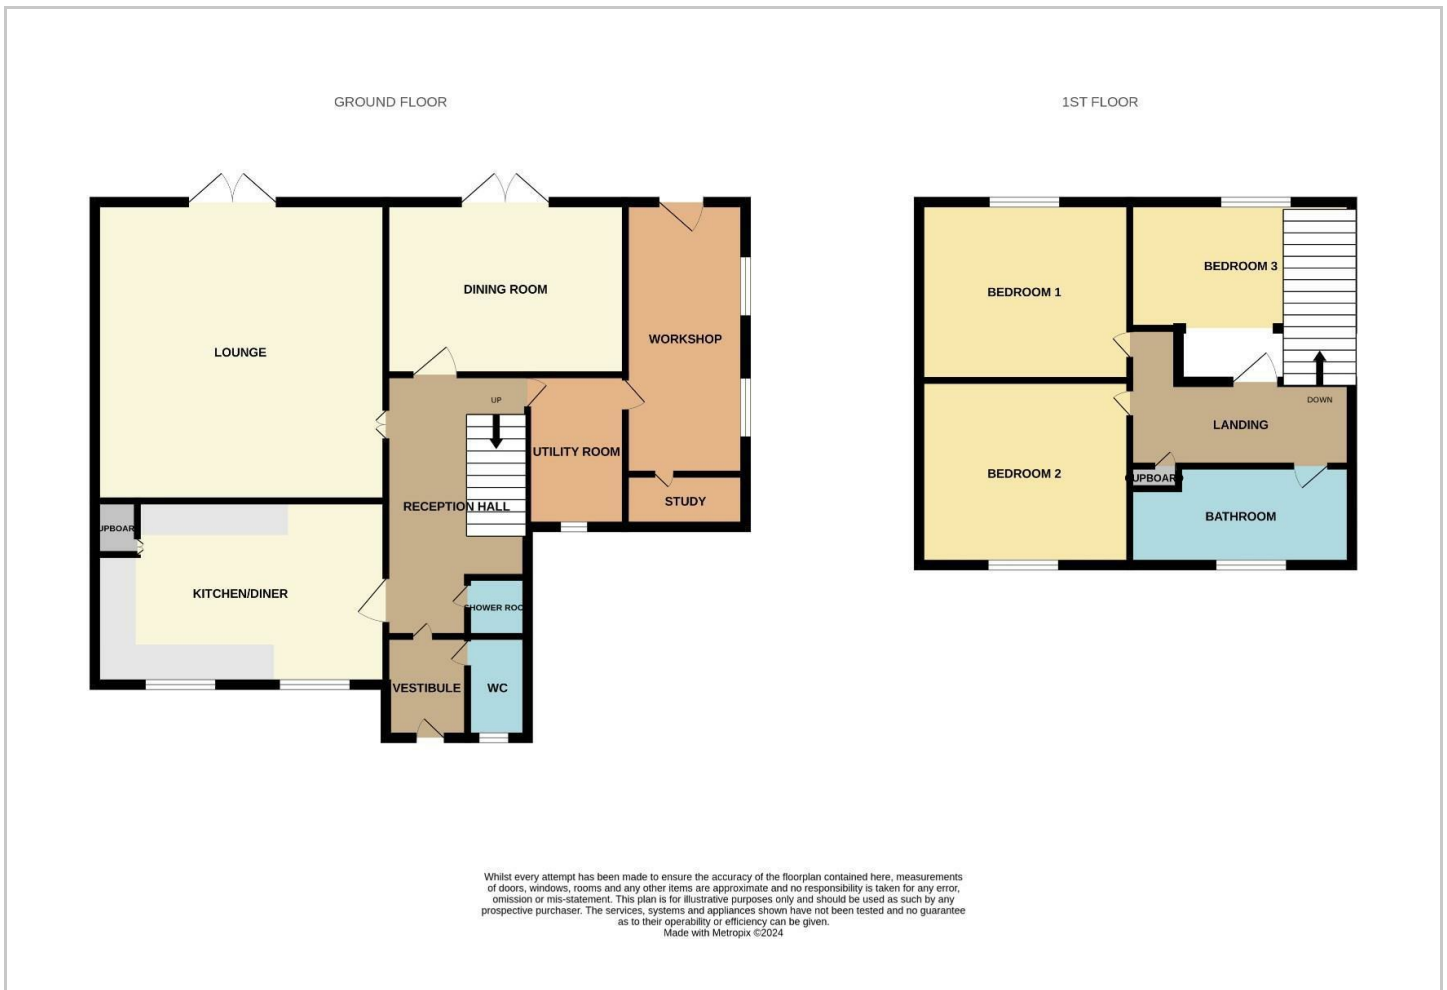 GROUND FLOOR
1ST FLOOR
LOUNGE
DINING ROOM
WORKSHOP
UP
UTILITY ROOM
RECEPTION HALL
STUDY
UPBOAR
KITCHEN/DINER
SHOWER ROO
VESTIBULE
WC
BEDROOM 1
BEDROOM 3
DOWN
LANDING
BEDROOM 2
CUPBOARD
BATHROOM
Whilst every attempt has been made to ensure the accuracy of the floorplan contained here, measurements
of doors, windows, rooms and any other items are approximate and no responsibility is taken for any error,
omission or mis-statement. This plan is for illustrative purposes only and should be used as such by any
prospective purchaser. The services, systems and appliances shown have not been tested and no guarantee
as to their operability or efficiency can be given.
Made with Metropix ©2024